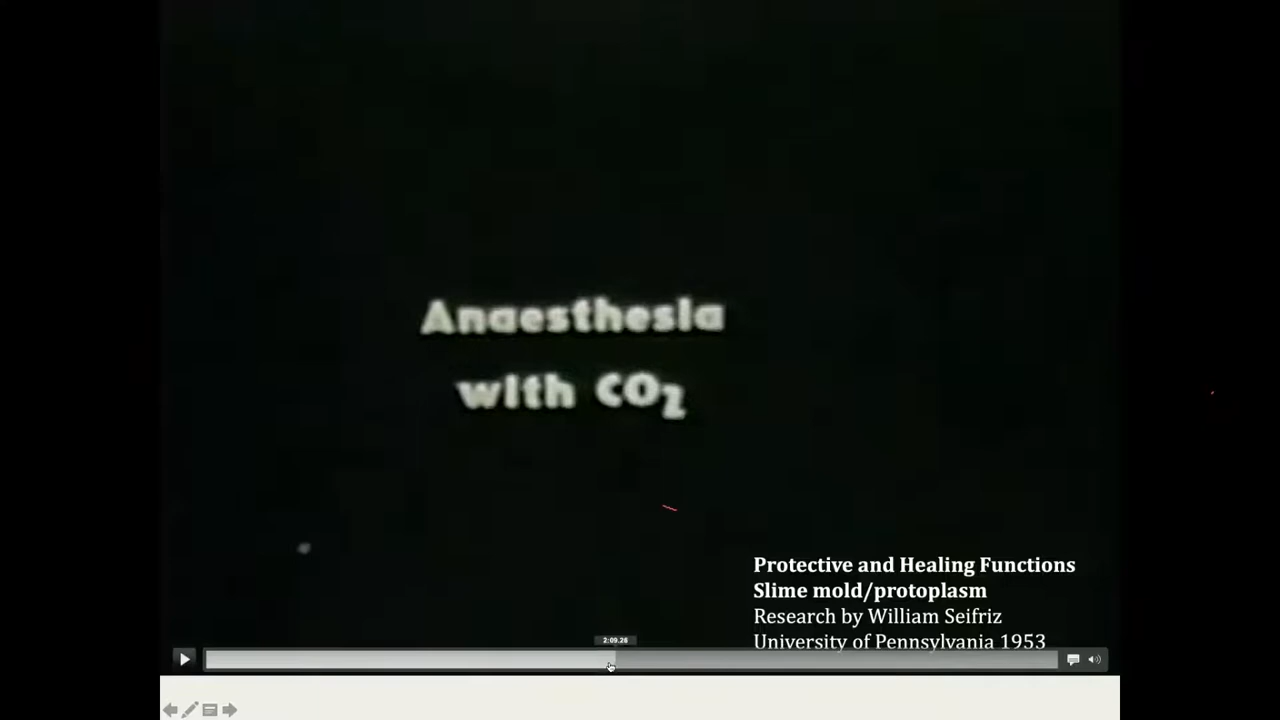 Anaesthesia
with CO2
Protective and Healing Functions
Slime mold/protoplasm
Research by William Seifriz
University of Pennsylvania 1953
2:09.26